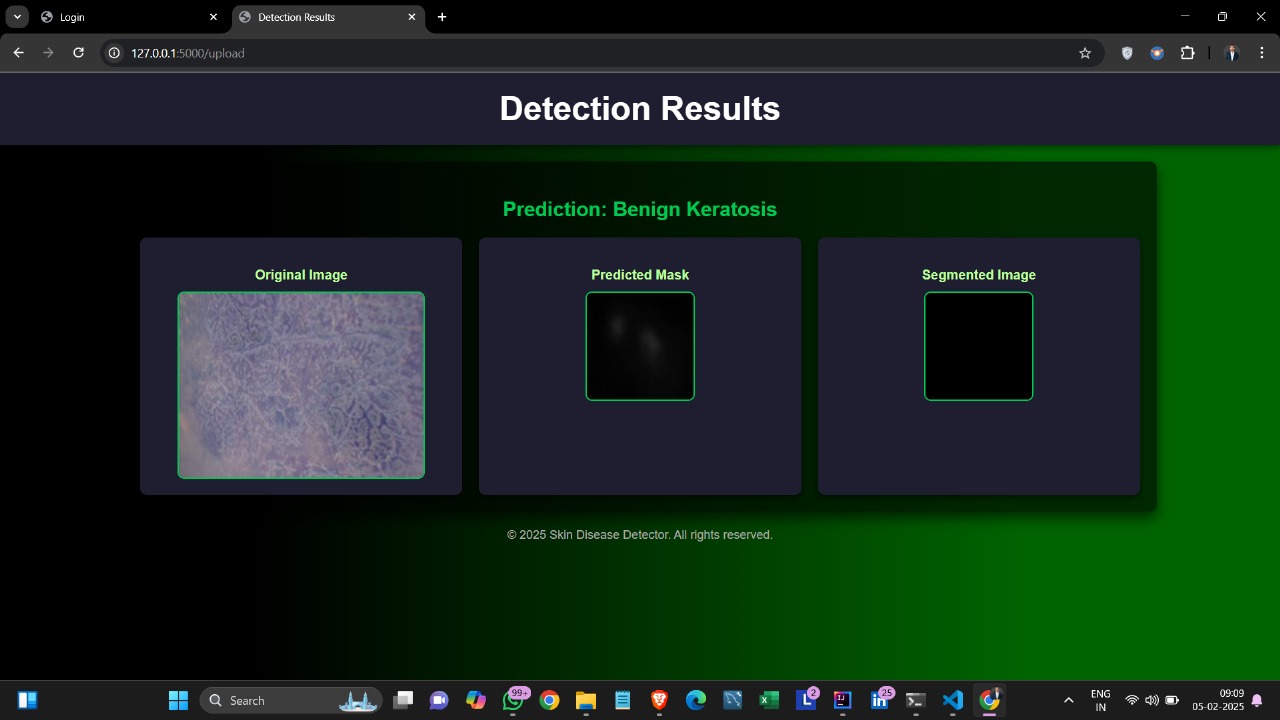 Login
Detection Results
127.0.0.1:5000/upload
Detection Results
Prediction: Benign Keratosis
Original Image
Predicted Mask
Segmented Image
© 2025 Skin Disease Detector. All rights reserved.
Search
99+
2
25
ENG
IN
09:09
05-02-2025